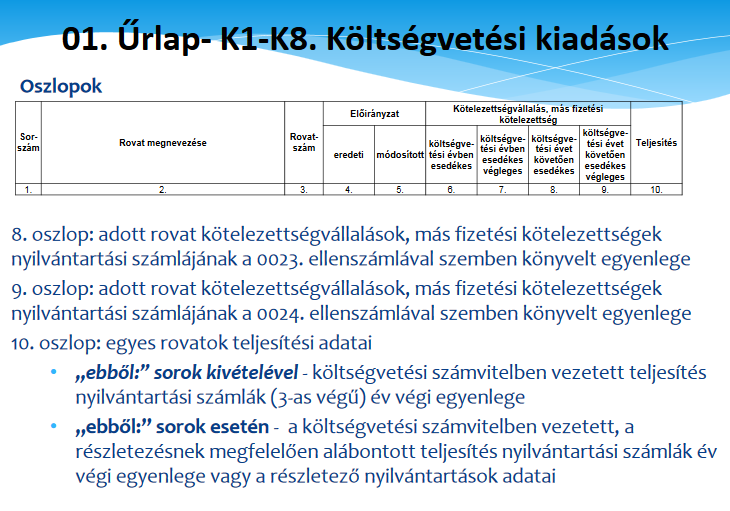 01. Űrlap- K1-K8. Költségvetési kiadások
Oszlopok
Sor-
szám
Rovat megnevezése
Rovat-
szám
Előirányzat
eredeti
módosított
Kötelezettségvállalás, más fizetési
kötelezettség
költségve-
tési évben
esedékes
költségve-
tési évben
esedékes
végleges
költségve-
tési évet
követően
esedékes
költségve-
tési évet
követően
esedékes
végleges
Teljesítés
1. 2. 3. 4. 5. 6. 7. 8. 9. 10.
8. oszlop: adott rovat kötelezettségvállalások, más fizetési kötelezettségek
nyilvántartási számlájának a 0023. ellenszámlával szemben könyvelt egyenlege
9. oszlop: adott rovat kötelezettségvállalások, más fizetési kötelezettségek
nyilvántartási számlájának a 0024. ellenszámlával szemben könyvelt egyenlege
10. oszlop: egyes rovatok teljesítési adatai
• „ebből:” sorok kivételével - költségvetési számvitelben vezetett teljesítés
nyilvántartási számlák (3-as végű) év végi egyenlege
• „ebből:” sorok esetén - a költségvetési számvitelben vezetett, a
részletezésnek megfelelően alábontott teljesítés nyilvántartási számlák év
végi egyenlege vagy a részletező nyilvántartások adatai